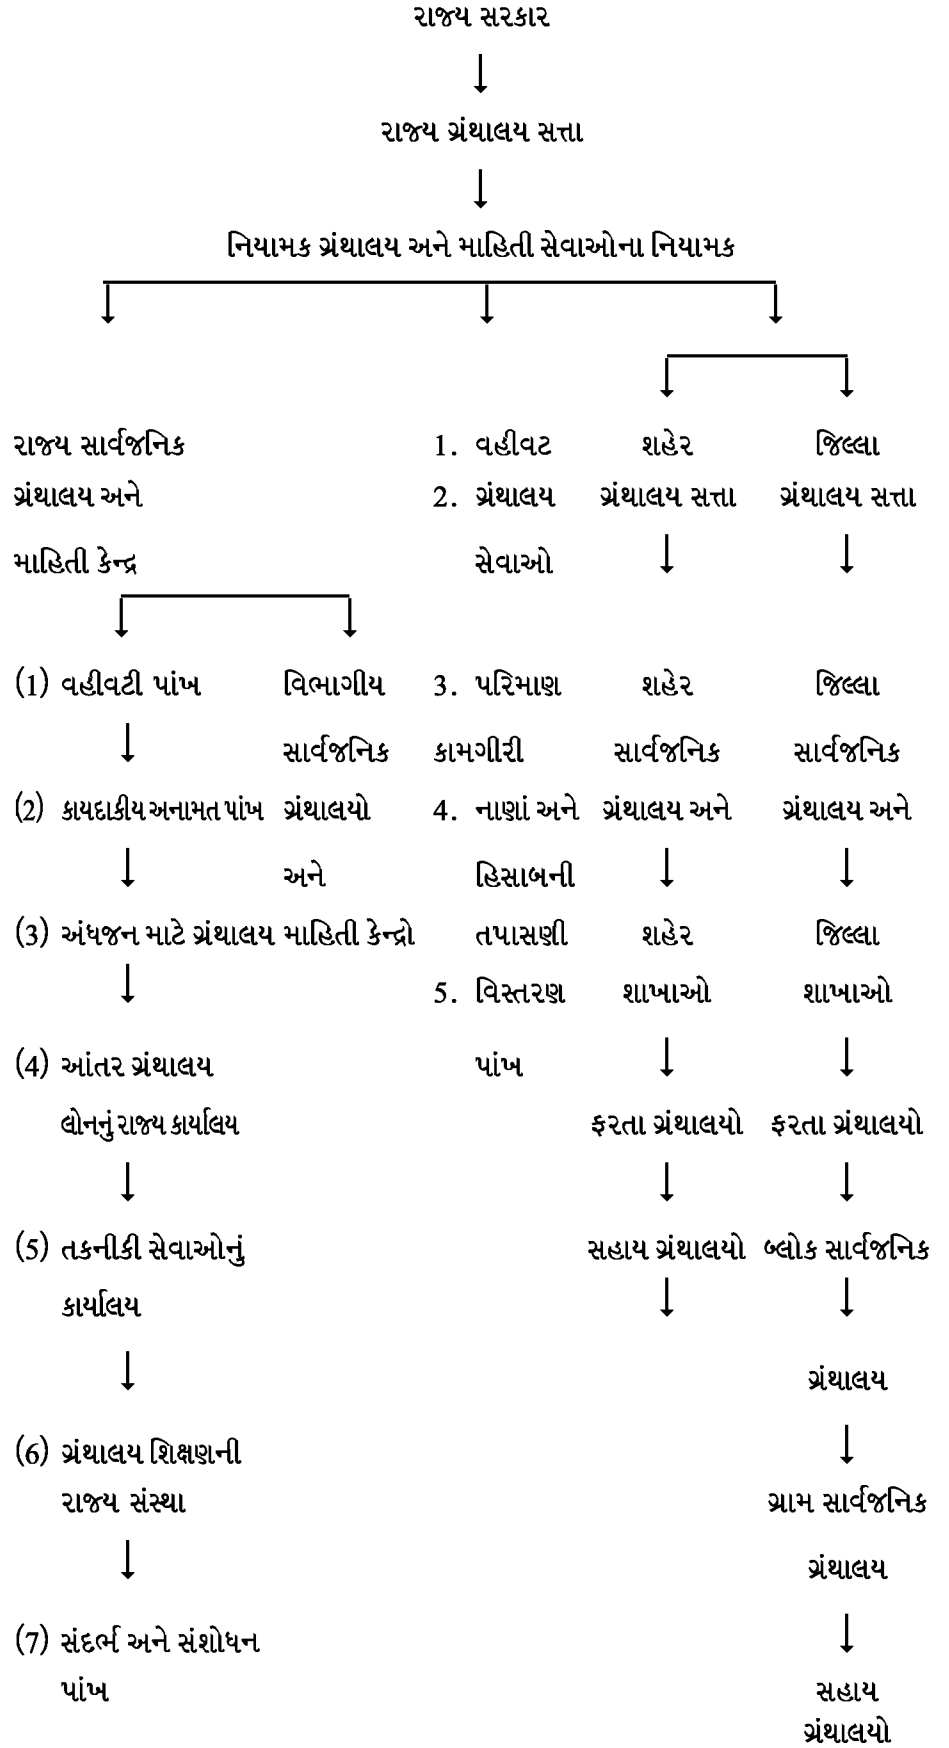 રાજ્ય સરકાર
રાજ્ય ગ્રંથાલય સત્તા
નિયામક ગ્રંથાલય અને માહિતી સેવાઓના નિયામક
રાજ્ય સાર્વજનિક 1. વહીવટ શહેર જિલ્લા
ગ્રંથાલય અને 2. ગ્રંથાલય ગ્રંથાલય સત્તા ગ્રંથાલય સત્તા
માહિતી કેન્દ્ર સેવાઓ
(1) વહીવટી પાંખ વિભાગીય 3. પરિમાણ શહેર જિલ્લા
સાર્વજનિક કામગીરી સાર્વજનિક સાર્વજનિક
(2) કાયદાકીય અનામત પાંખ ગ્રંથાલયો 4. નાણાં અને ગ્રંથાલય અને ગ્રંથાલય અને
અને હિસાબની
(3) અંધજન માટે ગ્રંથાલય માહિતી કેન્દ્રો તપાસણી શહેર જિલ્લા
5. વિસ્તરણ શાખાઓ શાખાઓ
(4) આંતર ગ્રંથાલય પાંખ
લોનનું રાજ્ય કાર્યાલય ફરતા ગ્રંથાલયો ફરતા ગ્રંથાલયો
(5) તકનીકી સેવાઓનું સહાય ગ્રંથાલયો બ્લોક સાર્વજનિક
કાર્યાલય
ગ્રંથાલય
(6) ગ્રંથાલય શિક્ષણની
રાજ્ય સંસ્થા ગ્રામ સાર્વજનિક
ગ્રંથાલય
(7) સંદર્ભ અને સંશોધન
પાંખ સહાય
ગ્રંથાલયો